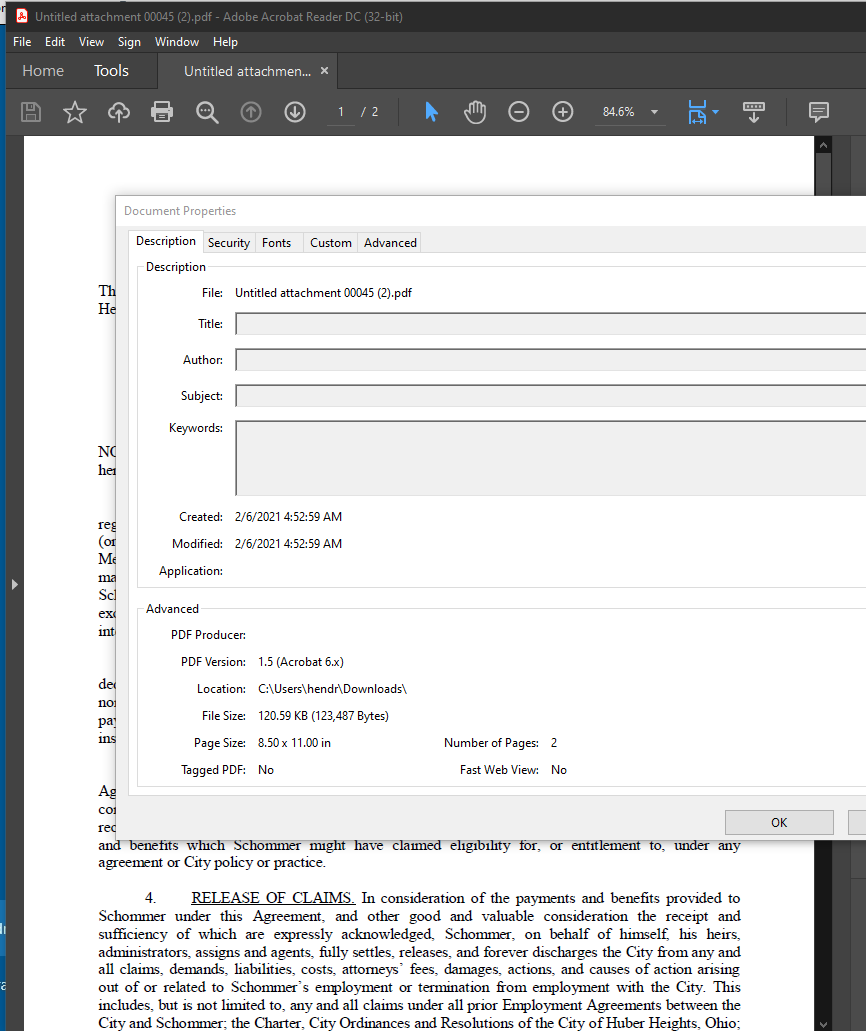 Untitled attachment 00045 (2).pdf - Adobe Acrobat Reader DC (32-bit)
File Edit View Sign Window Help
Home Tools Untitled attachmen... ×
1 / 2 84.6%
Document Properties
Description Security Fonts Custom Advanced
Description
File: Untitled attachment 00045 (2).pdf
Th
He
Title:
Author:
Subject:
Keywords:
NO
her
Created: 2/6/2021 4:52:59 AM
reg
(or
Modified: 2/6/2021 4:52:59 AM
Me
Application:
ma
Sch
exc
int
Advanced
PDF Producer:
PDF Version: 1.5 (Acrobat 6.x)
dec
Location: C:\Users\hendr\Downloads\
nor
File Size: 120.59 KB (123,487 Bytes)
pay
ins
Page Size: 8.50 x 11.00 in Number of Pages: 2
Tagged PDF: No Fast Web View: No
Ag
cor
rec
OK
and benefits which Schommer might have claimed eligibility for, or entitlement to, under any
agreement or City policy or practice.
4. RELEASE OF CLAIMS. In consideration of the payments and benefits provided to
Schommer under this Agreement, and other good and valuable consideration the receipt and
sufficiency of which are expressly acknowledged, Schommer, on behalf of himself, his heirs,
administrators, assigns and agents, fully settles, releases, and forever discharges the City from any and
all claims, demands, liabilities, costs, attorneys' fees, damages, actions, and causes of action arising
out of or related to Schommer's employment or termination from employment with the City. This
includes, but is not limited to, any and all claims under all prior Employment Agreements between the
City and Schommer; the Charter, City Ordinances and Resolutions of the City of Huber Heights, Ohio;